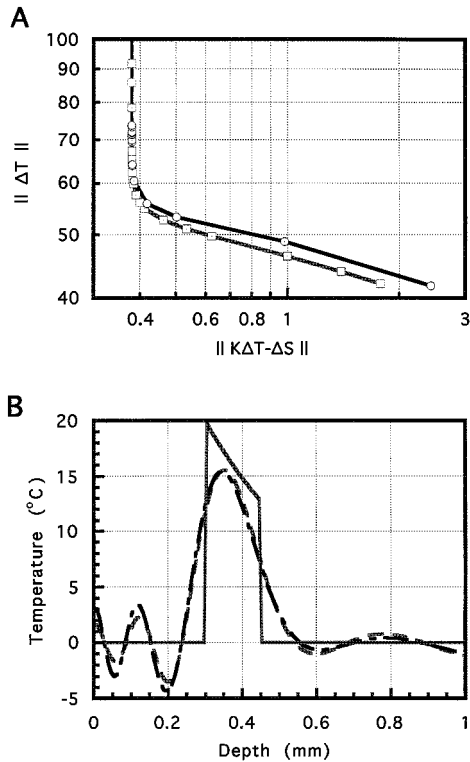 A
100
90
80
70
60
50
40
|| ΔT ||
0.4 0.6 0.8 1 3
|| KΔT-ΔS ||
B
20
15
10
5
0
-5
Temperature (°C)
0 0.2 0.4 0.6 0.8 1
Depth (mm)